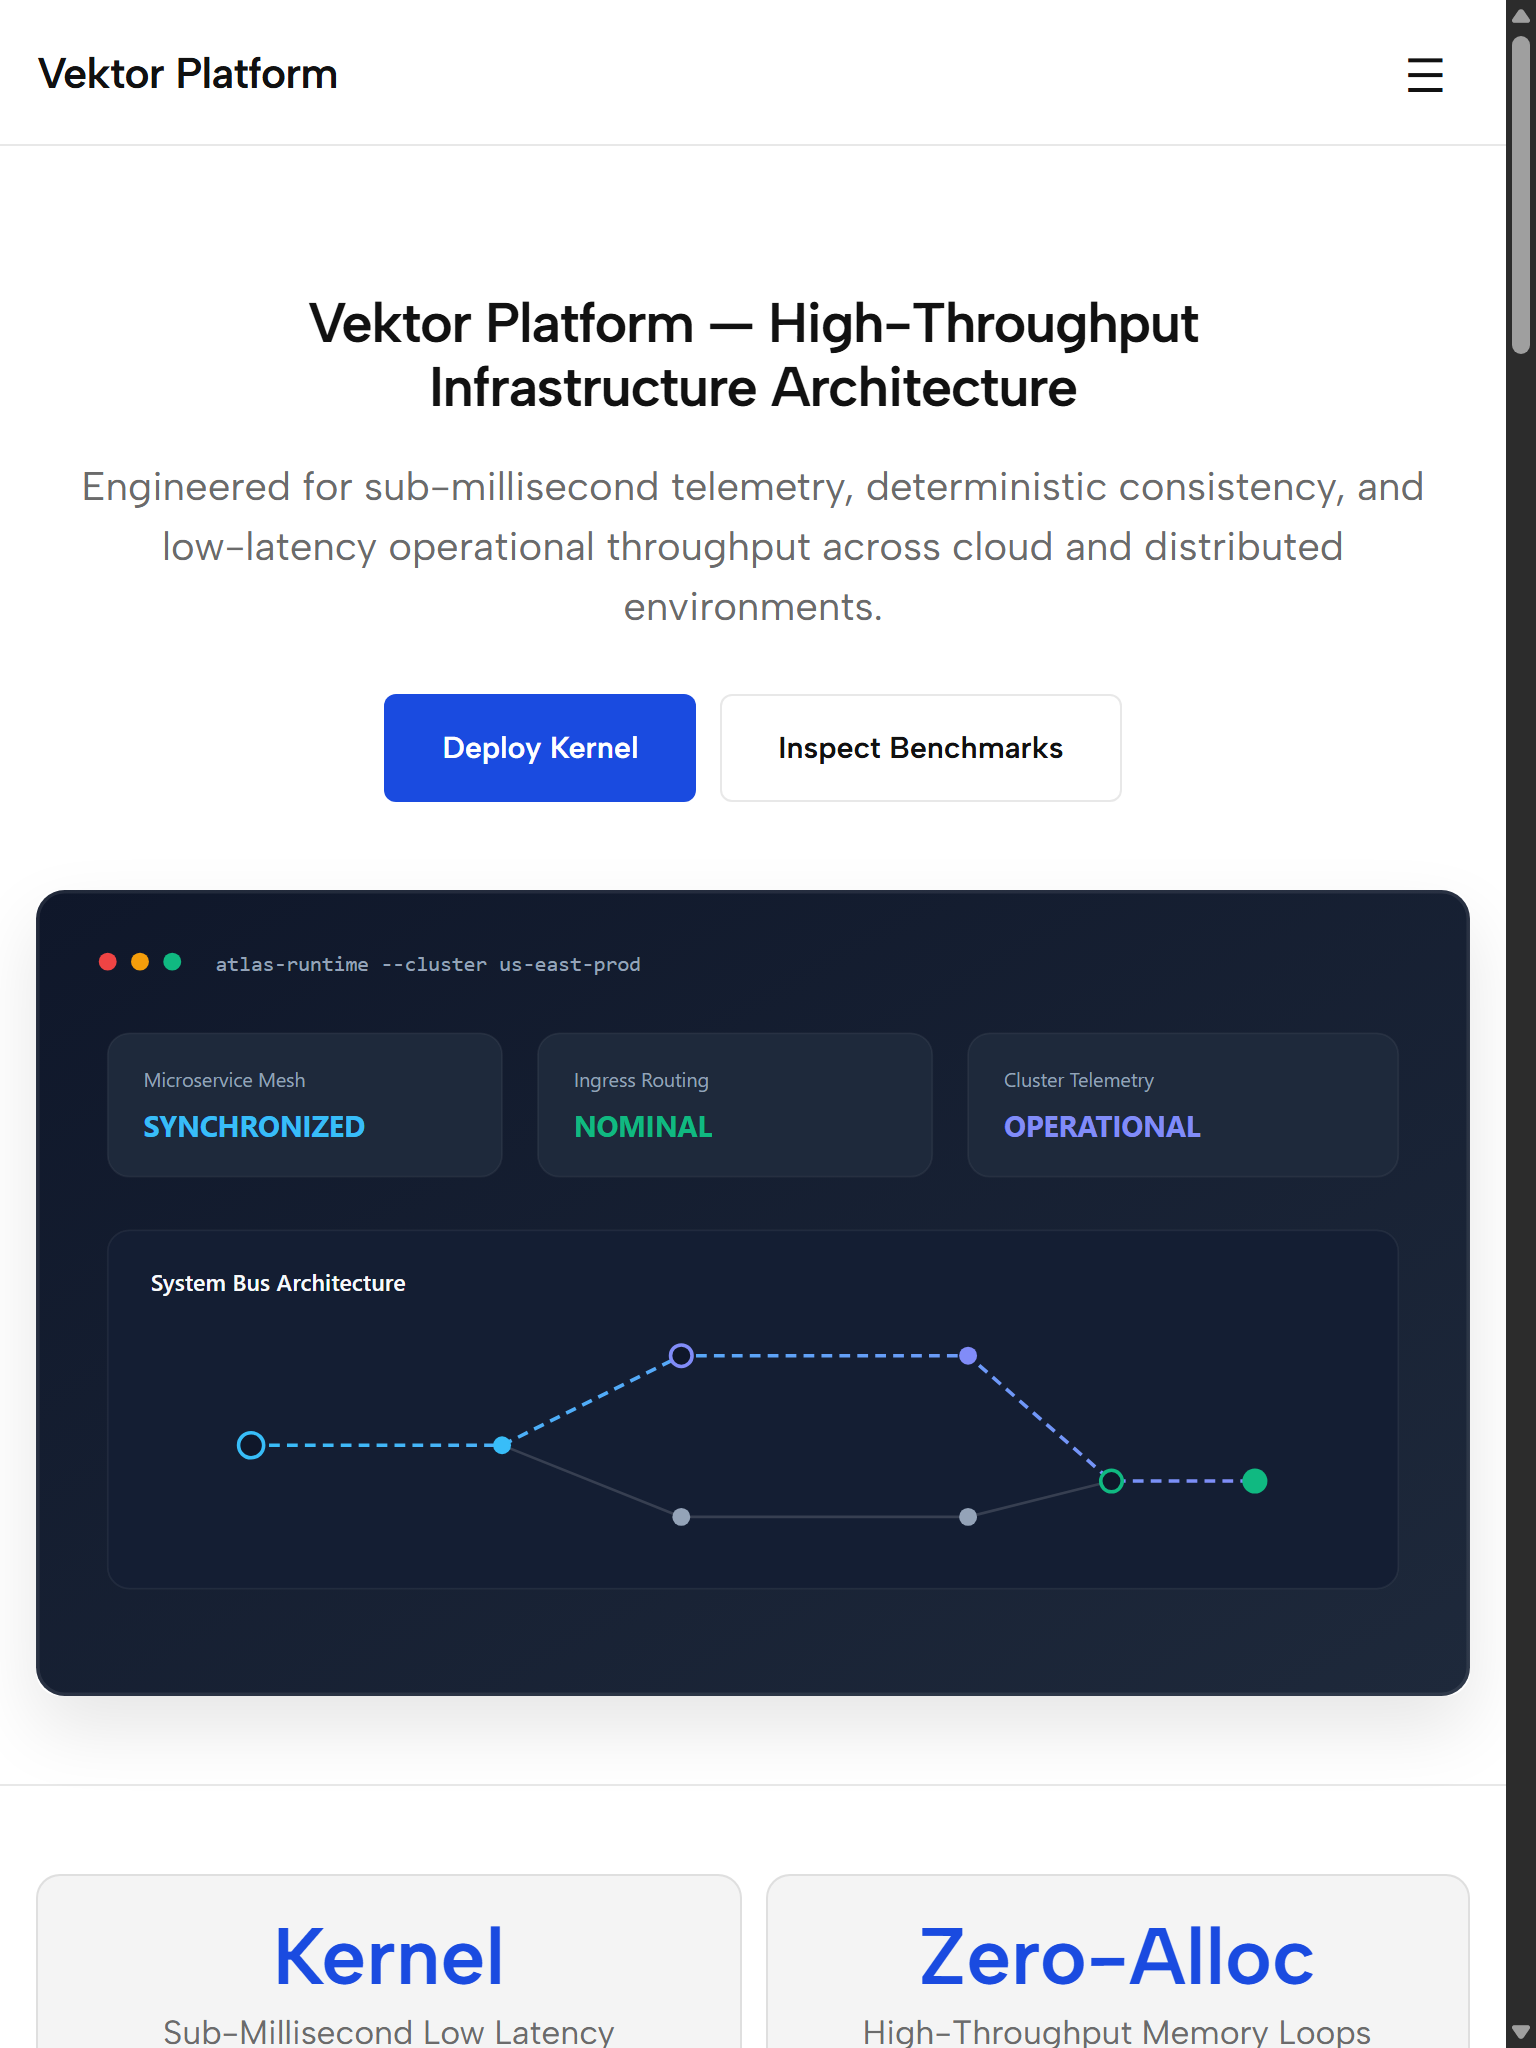 Vektor Platform
Vektor Platform — High-Throughput
Infrastructure Architecture
Engineered for sub-millisecond telemetry, deterministic consistency, and
low-latency operational throughput across cloud and distributed
environments.
Deploy Kernel
Inspect Benchmarks
atlas-runtime --cluster us-east-prod
Microservice Mesh
SYNCHRONIZED
Ingress Routing
NOMINAL
Cluster Telemetry
OPERATIONAL
System Bus Architecture
Kernel
Sub-Millisecond Low Latency
Zero-Alloc
High-Throughput Memory Loops